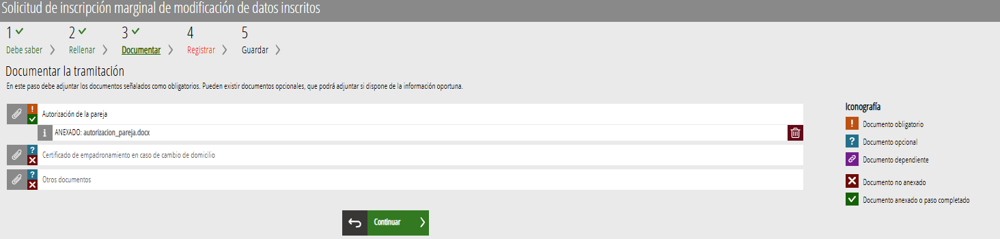 Solicitud de inscripción marginal de modificación de datos inscritos
1 2 3 4 5
Debe saber Rellenar Documentar Registrar Guardar
Documentar la tramitación
En este paso debe adjuntar los documentos señalados como obligatorios. Pueden existir documentos opcionales, que podrá adjuntar si dispone de la información oportuna.
! Autorización de la pareja
i ANEXADO: autorizacion_pareja.docx
? Certificado de empadronamiento en caso de cambio de domicilio
? Otros documentos
Continuar
Iconografía
! Documento obligatorio
? Documento opcional
Documento dependiente
Documento no anexado
Documento anexado o paso completado